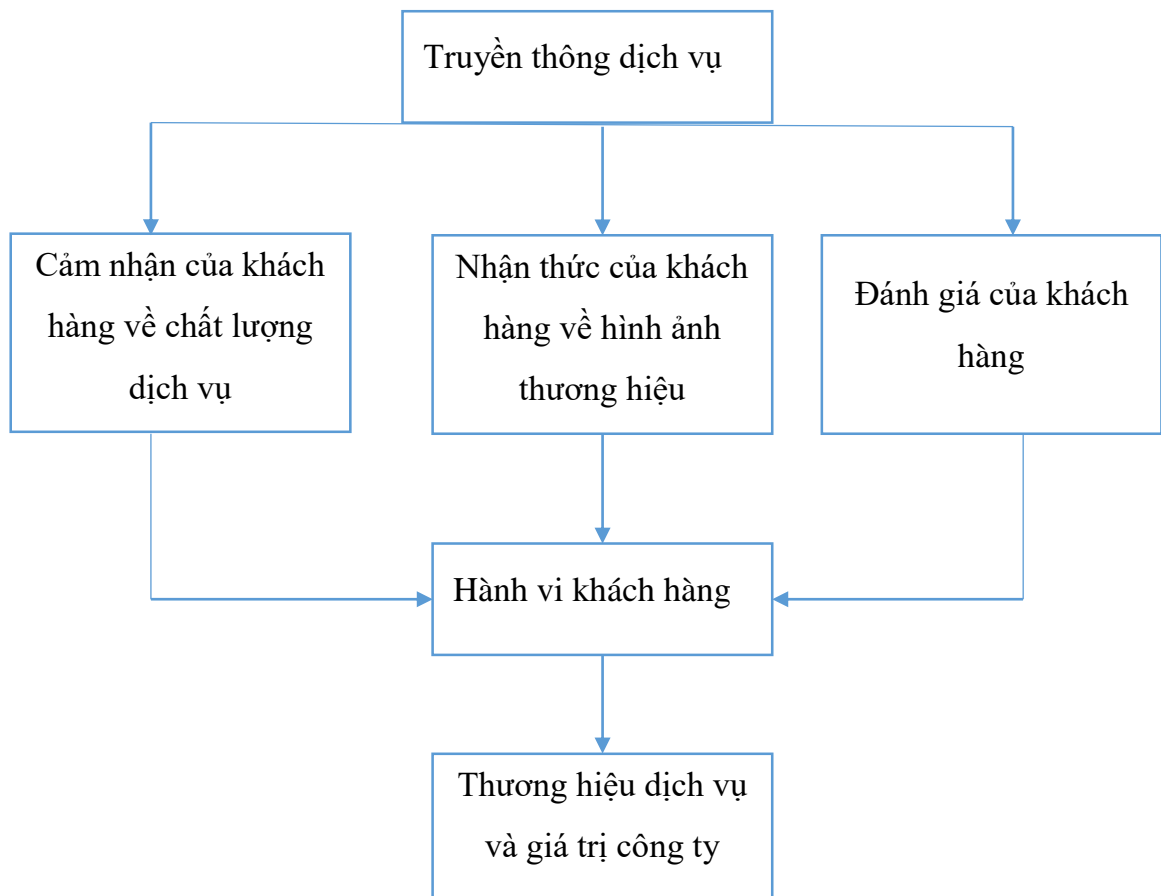 Truyền thông dịch vụ
Cảm nhận của khách
hàng về chất lượng
dịch vụ
Nhận thức của khách
hàng về hình ảnh
thương hiệu
Đánh giá của khách
hàng
Hành vi khách hàng
Thương hiệu dịch vụ
và giá trị công ty